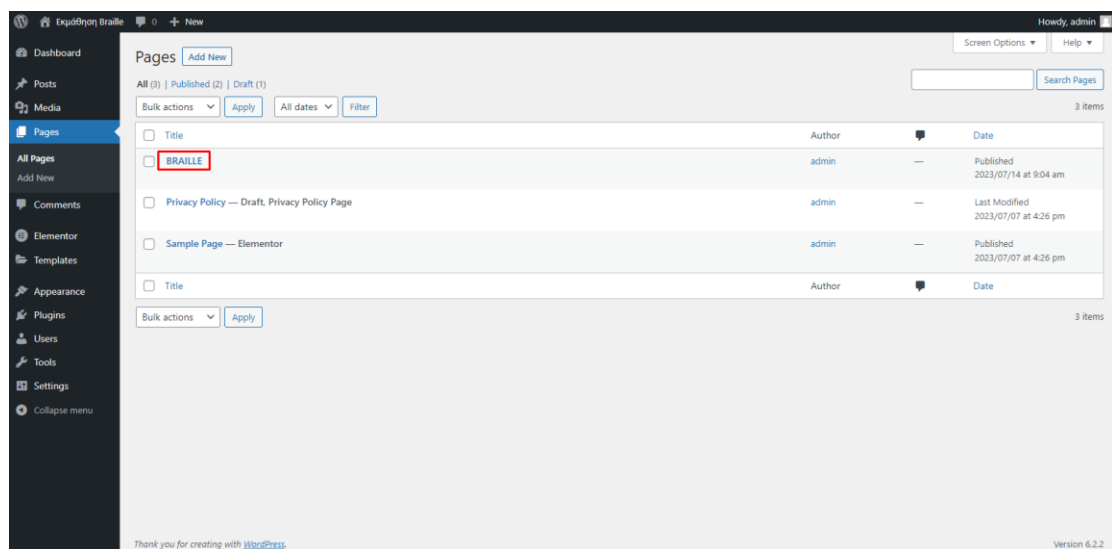 Εκμάθηση Braille 0 New Howdy, admin
Screen Options Help
Dashboard
Posts
Media
Pages
All Pages
Add New
Comments
Elementor
Templates
Appearance
Plugins
Users
Tools
Settings
Collapse menu
Pages Add New
All (3) | Published (2) | Draft (1)
Search Pages
Bulk actions Apply All dates Filter 3 items
Title Author Date
BRAILLE admin — Published
2023/07/14 at 9:04 am
Privacy Policy — Draft, Privacy Policy Page admin — Last Modified
2023/07/07 at 4:26 pm
Sample Page — Elementor admin — Published
2023/07/07 at 4:26 pm
Title Author Date
Bulk actions Apply 3 items
Thank you for creating with WordPress. Version 6.2.2